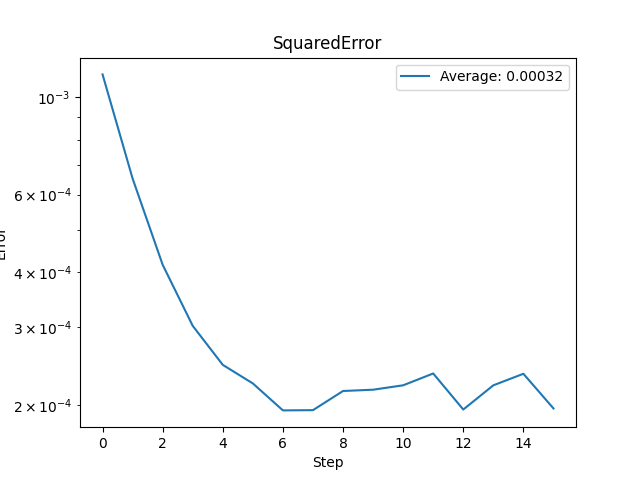 SquaredError
Average: 0.00032
10⁻³
6 × 10⁻⁴
4 × 10⁻⁴
3 × 10⁻⁴
2 × 10⁻⁴
Error
0 2 4 6 8 10 12 14
Step